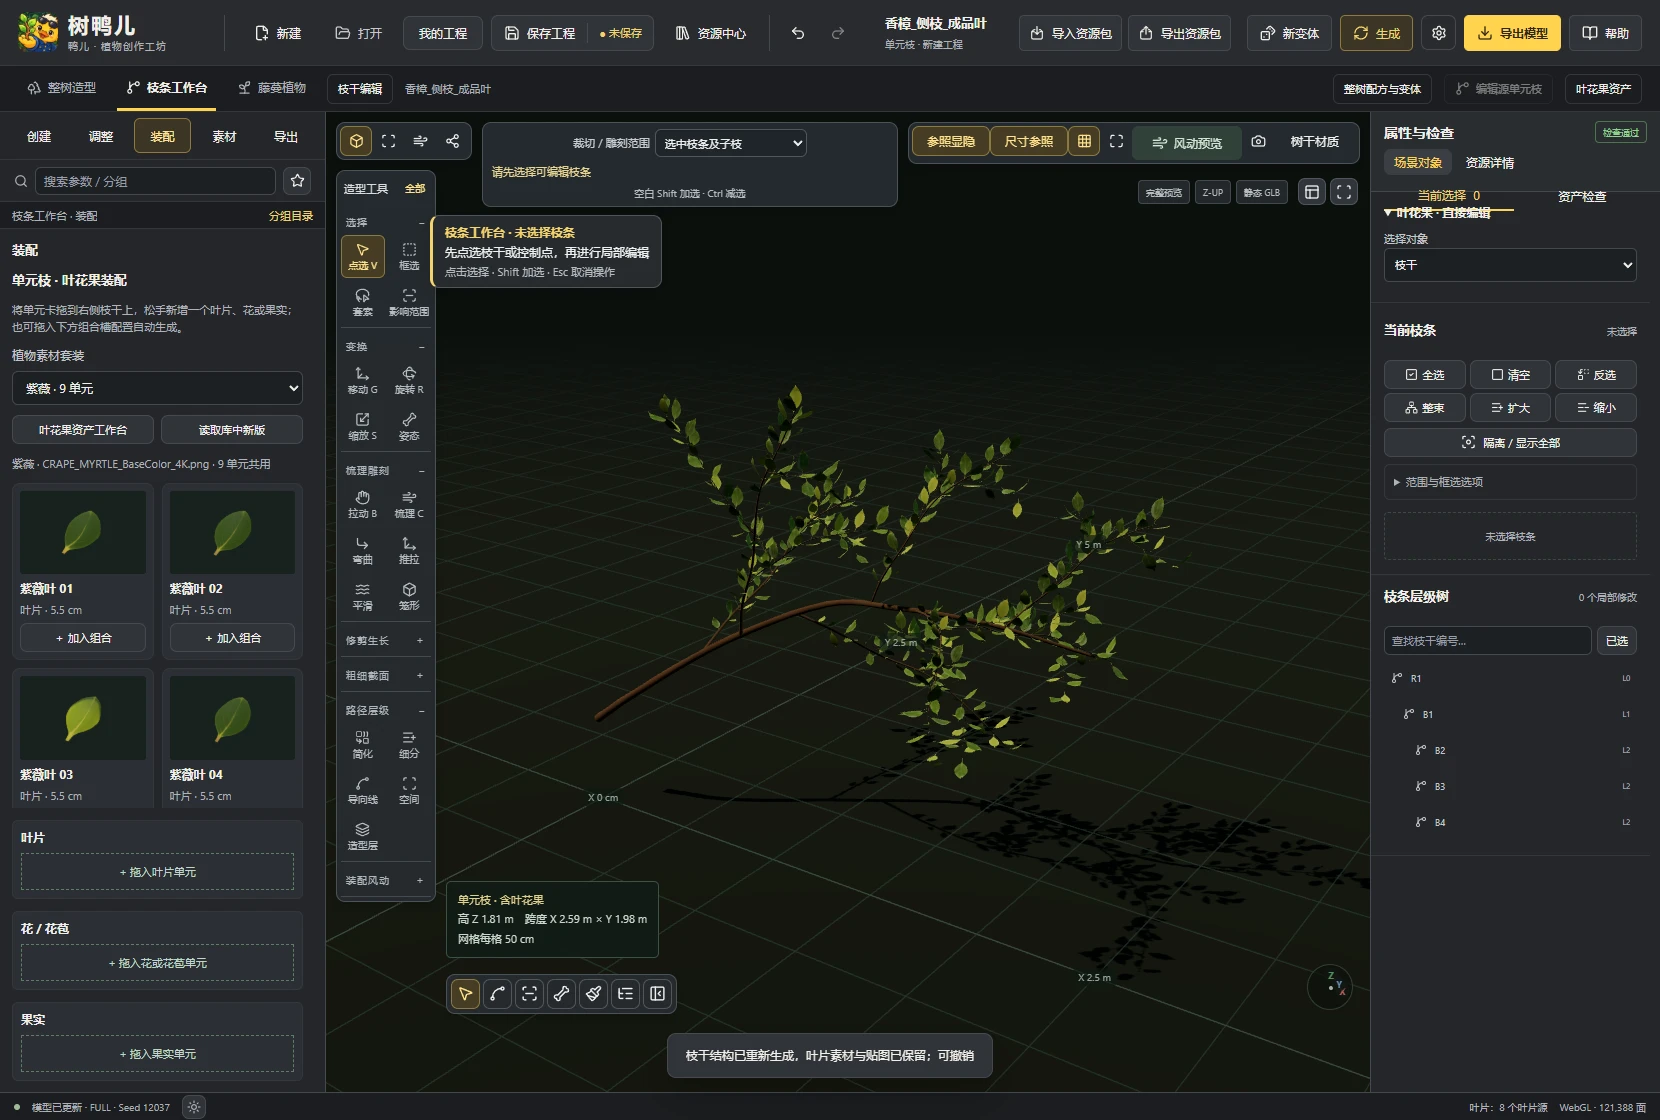 树鸭儿
鸭儿 · 植物创作工坊
新建
打开
我的工程
保存工程
● 未保存
资源中心
香樟_侧枝_成品叶
单元枝 · 新建工程
导入资源包
导出资源包
新变体
生成
导出模型
帮助
整树造型
枝条工作台
藤蔓植物
枝干编辑
香樟_侧枝_成品叶
整树配方与变体
编辑源单元枝
叶花果资产
创建
调整
装配
素材
导出
搜索参数 / 分组
枝条工作台 · 装配
分组目录
装配
单元枝 · 叶花果装配
将单元卡拖到右侧枝干上，松手新增一个叶片、花或果实；
也可拖入下方组合槽配置自动生成。
植物素材套装
紫薇 · 9 单元
叶花果资产工作台
读取库中新版
紫薇 · CRAPE_MYRTLE_BaseColor_4K.png · 9 单元共用
紫薇叶 01
叶片 · 5.5 cm
+ 加入组合
紫薇叶 02
叶片 · 5.5 cm
+ 加入组合
紫薇叶 03
叶片 · 5.5 cm
紫薇叶 04
叶片 · 5.5 cm
叶片
+ 拖入叶片单元
花 / 花苞
+ 拖入花或花苞单元
果实
+ 拖入果实单元
模型已更新 · FULL · Seed 12037
造型工具
全部
选择
−
点选 V
框选
套索
影响范围
变换
−
移动 G
旋转 R
缩放 S
姿态
梳理雕刻
−
拉动 B
梳理 C
弯曲
推拉
平滑
笼形
修剪生长
+
粗细截面
+
路径层级
−
简化
细分
导向线
空间
造型层
装配风动
+
裁切 / 雕刻范围
选中枝条及子枝
请先选择可编辑枝条
空白 Shift 加选 · Ctrl 减选
枝条工作台 · 未选择枝条
先点选枝干或控制点，再进行局部编辑
点击选择 · Shift 加选 · Esc 取消操作
参照显隐
尺寸参照
风动预览
树干材质
完整预览
Z-UP
静态 GLB
Y 5 m
Y 2.5 m
X 0 cm
X 2.5 m
Z
Y
X
单元枝 · 含叶花果
高 Z 1.81 m 跨度 X 2.59 m × Y 1.98 m
网格每格 50 cm
枝干结构已重新生成，叶片素材与贴图已保留；可撤销
属性与检查
检查通过
场景对象
资源详情
当前选择 0
资产检查
▼ 叶花果 · 直接编辑
选择对象
枝干
当前枝条
未选择
全选
清空
反选
整束
扩大
缩小
隔离 / 显示全部
▶ 范围与框选选项
未选择枝条
枝条层级树
0 个局部修改
查找枝干编号...
已选
R1
L0
B1
L1
B2
L2
B3
L2
B4
L2
叶片：8 个叶片源
WebGL · 121,388 面